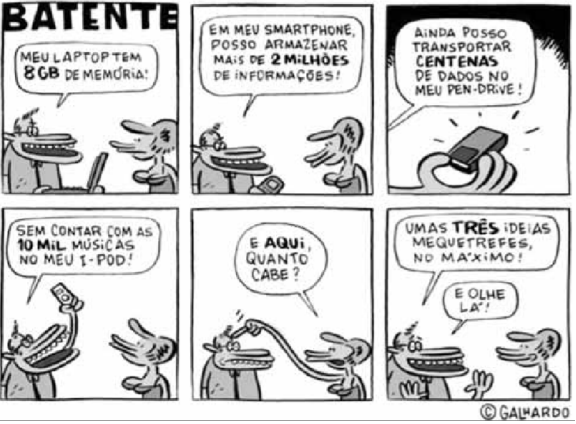 BATENTE
MEU LAPTOP TEM
8GB DE MEMÓRIA!
EM MEU SMARTPHONE,
POSSO ARMAZENAR
MAIS DE 2 MILHÕES
DE INFORMAÇÕES!
AINDA POSSO
TRANSPORTAR
CENTENAS
DE DADOS NO
MEU PEN-DRIVE!
SEM CONTAR COM AS
10 MIL MÚSICAS
NO MEU I-POD!
E AQUI,
QUANTO
CABE?
UMAS TRÊS IDEIAS
MEQUETREFES,
NO MÁXIMO!
E OLHE
LÁ!
© GALHARDO